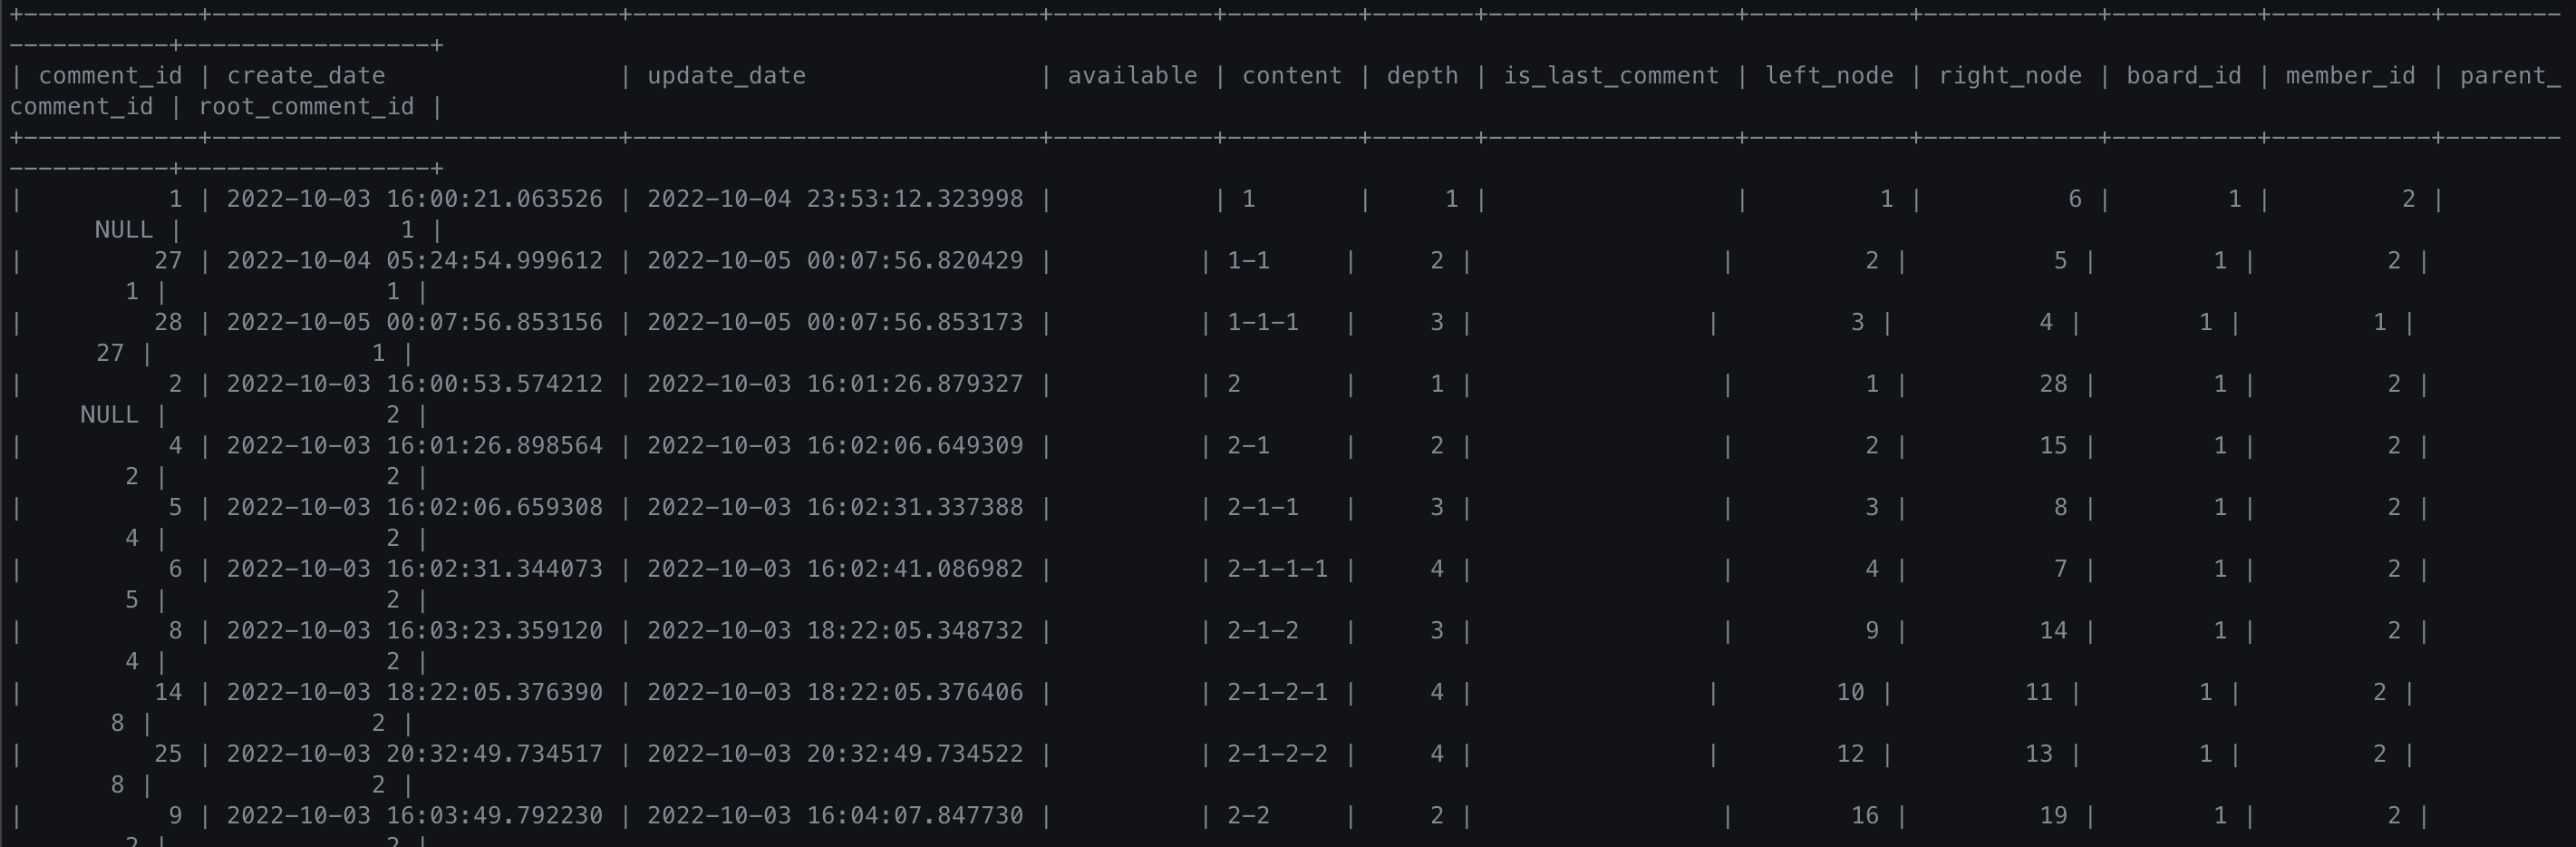 +-----------+----------------------------+----------------------------+-----------+---------+-------+-----------------+-----------+------------+----------+-----------+--------
-----------+-----------------+
| comment_id | create_date | update_date | available | content | depth | is_last_comment | left_node | right_node | board_id | member_id | parent_
comment_id | root_comment_id |
+-----------+----------------------------+----------------------------+-----------+---------+-------+-----------------+-----------+------------+----------+-----------+--------
-----------+-----------------+
| 1 | 2022-10-03 16:00:21.063526 | 2022-10-04 23:53:12.323998 | | 1 | 1 | | 1 | 6 | 1 | 2 |
NULL | 1 |
| 27 | 2022-10-04 05:24:54.999612 | 2022-10-05 00:07:56.820429 | | 1-1 | 2 | | 2 | 5 | 1 | 2 |
1 | 1 |
| 28 | 2022-10-05 00:07:56.853156 | 2022-10-05 00:07:56.853173 | | 1-1-1 | 3 | | 3 | 4 | 1 | 1 |
27 | 1 |
| 2 | 2022-10-03 16:00:53.574212 | 2022-10-03 16:01:26.879327 | | 2 | 1 | | 1 | 28 | 1 | 2 |
NULL | 2 |
| 4 | 2022-10-03 16:01:26.898564 | 2022-10-03 16:02:06.649309 | | 2-1 | 2 | | 2 | 15 | 1 | 2 |
2 | 2 |
| 5 | 2022-10-03 16:02:06.659308 | 2022-10-03 16:02:31.337388 | | 2-1-1 | 3 | | 3 | 8 | 1 | 2 |
4 | 2 |
| 6 | 2022-10-03 16:02:31.344073 | 2022-10-03 16:02:41.086982 | | 2-1-1-1 | 4 | | 4 | 7 | 1 | 2 |
5 | 2 |
| 8 | 2022-10-03 16:03:23.359120 | 2022-10-03 18:22:05.348732 | | 2-1-2 | 3 | | 9 | 14 | 1 | 2 |
4 | 2 |
| 14 | 2022-10-03 18:22:05.376390 | 2022-10-03 18:22:05.376406 | | 2-1-2-1 | 4 | | 10 | 11 | 1 | 2 |
8 | 2 |
| 25 | 2022-10-03 20:32:49.734517 | 2022-10-03 20:32:49.734522 | | 2-1-2-2 | 4 | | 12 | 13 | 1 | 2 |
8 | 2 |
| 9 | 2022-10-03 16:03:49.792230 | 2022-10-03 16:04:07.847730 | | 2-2 | 2 | | 16 | 19 | 1 | 2 |
2 | 2 |